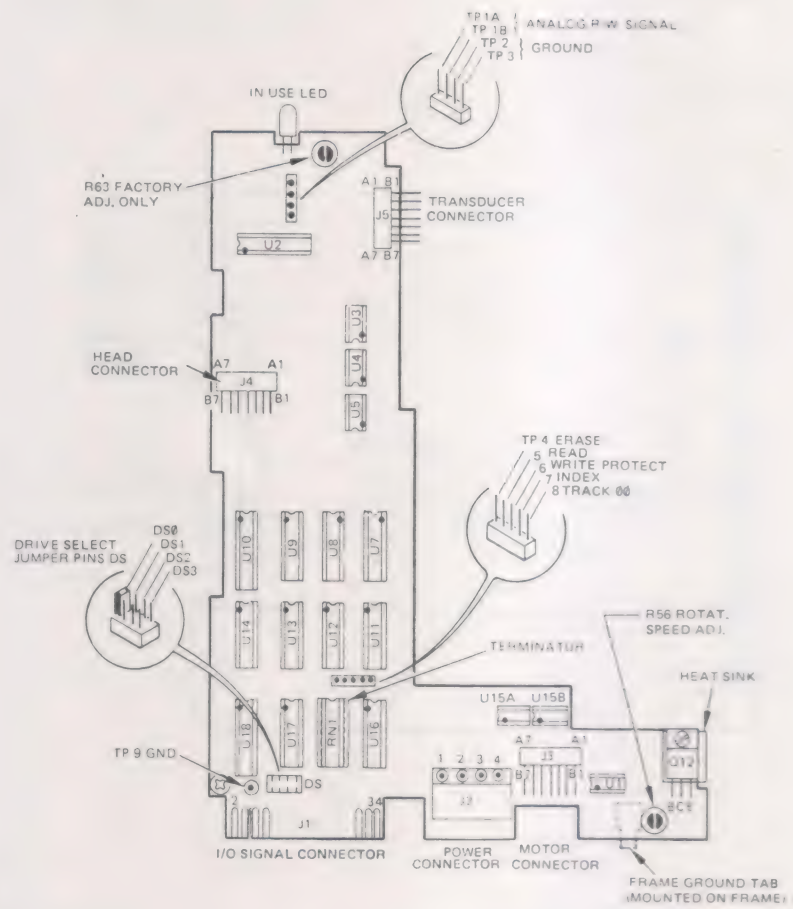 TP 1A
TP 1B
ANALOG R/W SIGNAL
TP 2
TP 3
GROUND
IN USE LED
R63 FACTORY
ADJ. ONLY
A1 B1
J5
A7 B7
TRANSDUCER
CONNECTOR
U2
U3
U4
U5
HEAD
CONNECTOR
A7 A1
J4
B7 B1
TP 4 ERASE
5 READ
6 WRITE PROTECT
7 INDEX
8 TRACK 00
DRIVE SELECT
JUMPER PINS DS
DS0
DS1
DS2
DS3
U10
U9
U8
U7
U14
U13
U12
U11
TERMINATOR
R56 ROTAT.
SPEED ADJ.
HEAT SINK
U18
U17
RN1
U16
U15A U15B
A7 A1
J3
B7 B1
Q12
BCE
U1
TP 9 GND
DS
1 2 3 4
J2
2 34
J1
I/O SIGNAL CONNECTOR
POWER
CONNECTOR
MOTOR
CONNECTOR
FRAME GROUND TAB
(MOUNTED ON FRAME)